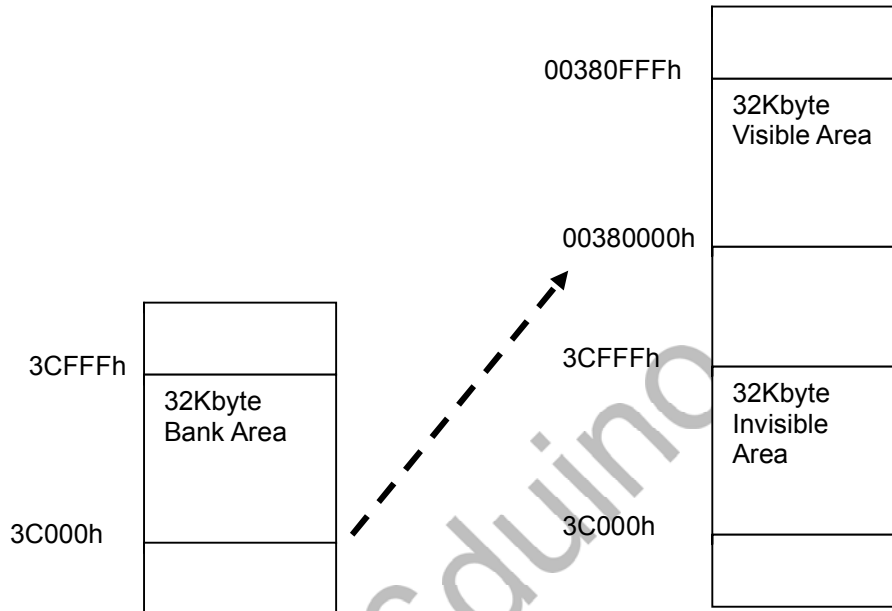 00380FFFh
32Kbyte
Visible Area
00380000h
3CFFFh
32Kbyte
Bank Area
3C000h
3CFFFh
32Kbyte
Invisible
Area
3C000h